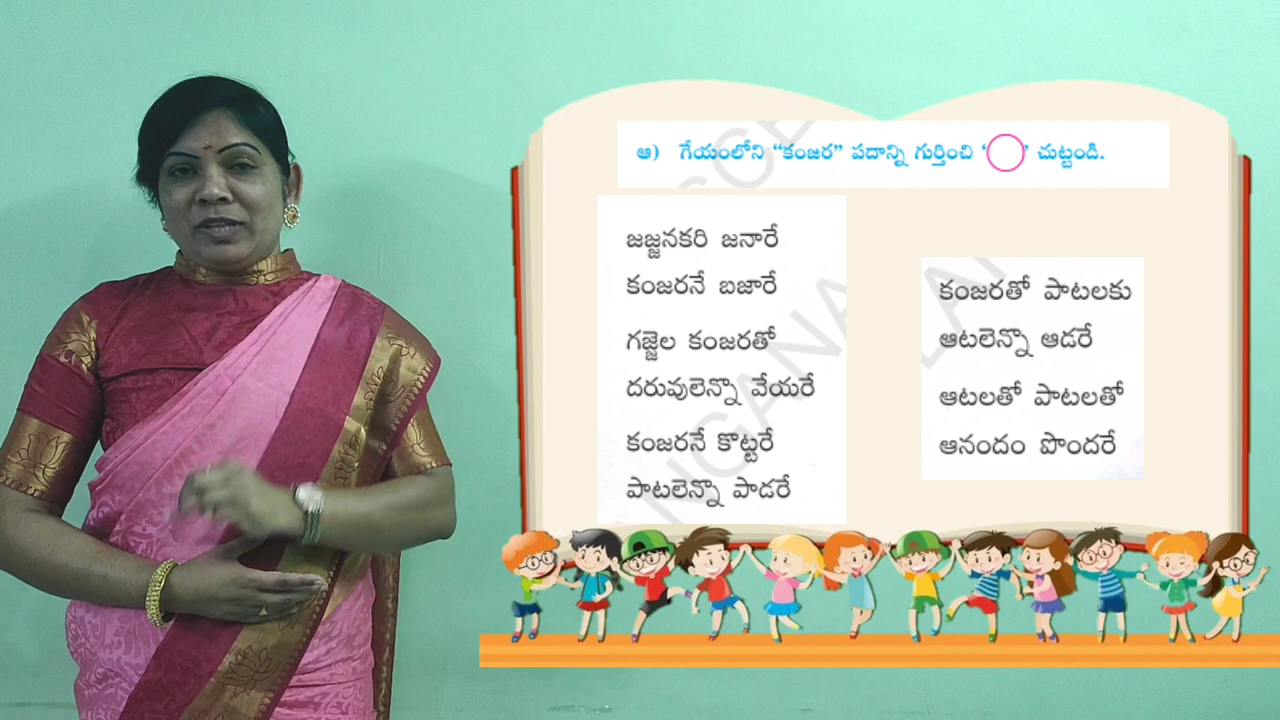 ఆ) గేయంలోని “కంజర” పదాన్ని గుర్తించి ‘ ’ చుట్టండి.
జజ్జనకరి జనారే
కంజరనే బజారే
గజ్జెల కంజరతో
దరువులెన్నొ వేయరే
కంజరనే కొట్టరే
పాటలెన్నొ పాడరే
కంజరతో పాటలకు
ఆటలెన్నొ ఆడరే
ఆటలతో పాటలతో
ఆనందం పొందరే